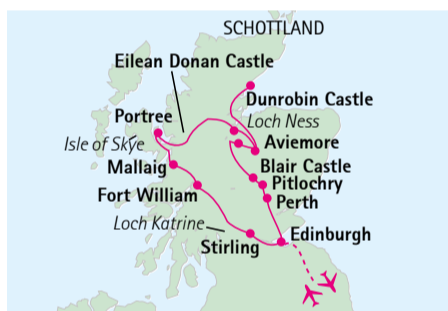 SCHOTTLAND
Eilean Donan Castle
Dunrobin Castle
Portree
Loch Ness
Isle of Skye
Aviemore
Mallaig
Blair Castle
Pitlochry
Fort William
Perth
Loch Katrine
Edinburgh
Stirling